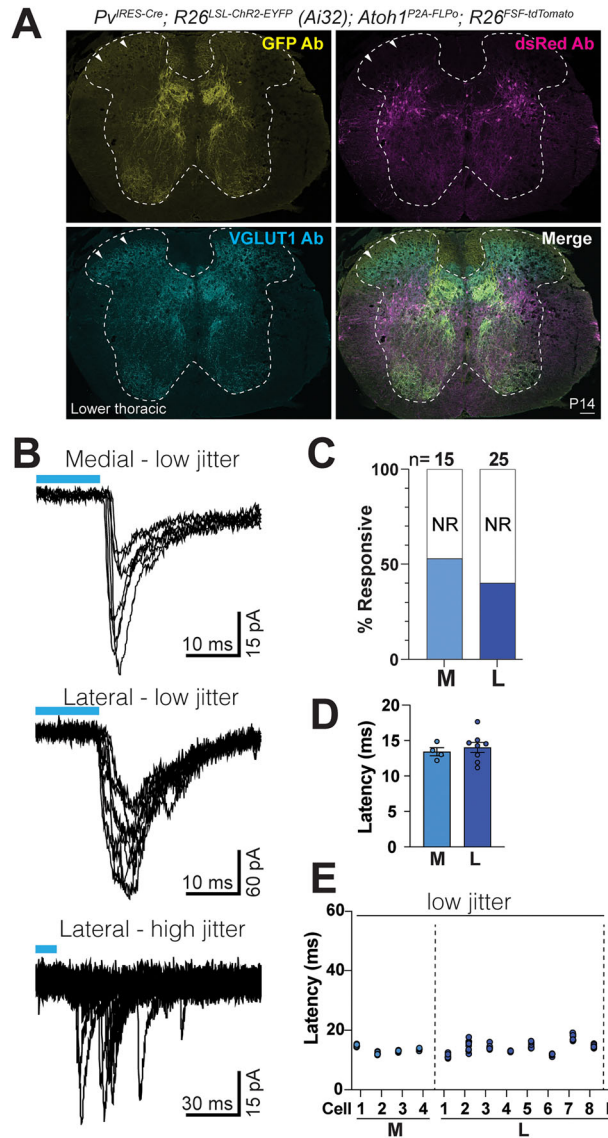 Pv^IRES-Cre; R26^LSL-ChR2-EYFP (Ai32); Atoh1^P2A-FLPo; R26^FSF-tdTomato
A
GFP Ab
dsRed Ab
VGLUT1 Ab
Merge
Lower thoracic
P14
B
Medial - low jitter
10 ms
15 pA
Lateral - low jitter
10 ms
60 pA
Lateral - high jitter
30 ms
15 pA
C
n= 15 25
100
50
0
% Responsive
NR
NR
M
L
D
20
15
10
5
0
Latency (ms)
M
L
E
low jitter
60
40
20
0
Latency (ms)
Cell 1 2 3 4 1 2 3 4 5 6 7 8
M
L